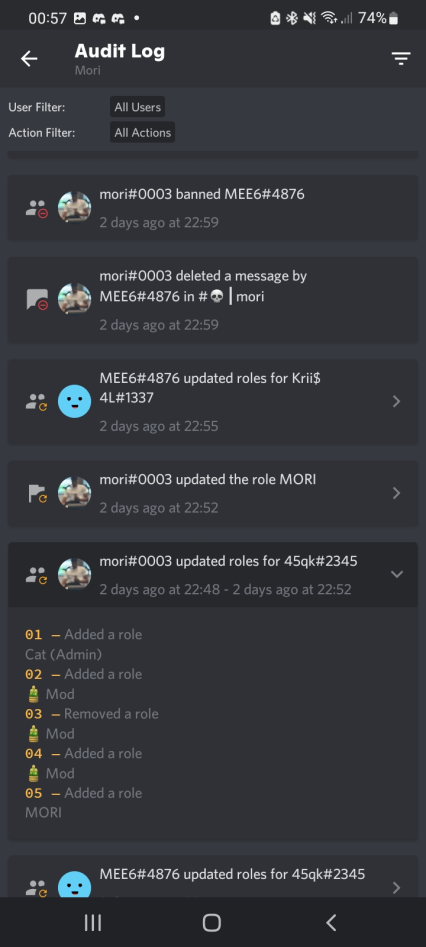 00:57 74%
Audit Log
Mori
User Filter: All Users
Action Filter: All Actions
mori#0003 banned MEE6#4876
2 days ago at 22:59
mori#0003 deleted a message by
MEE6#4876 in #💀┃mori
2 days ago at 22:59
MEE6#4876 updated roles for Krii$
4L#1337
2 days ago at 22:55
mori#0003 updated the role MORI
2 days ago at 22:52
mori#0003 updated roles for 45qk#2345
2 days ago at 22:48 - 2 days ago at 22:52
01 — Added a role
Cat (Admin)
02 — Added a role
Mod
03 — Removed a role
Mod
04 — Added a role
Mod
05 — Added a role
MORI
MEE6#4876 updated roles for 45qk#2345